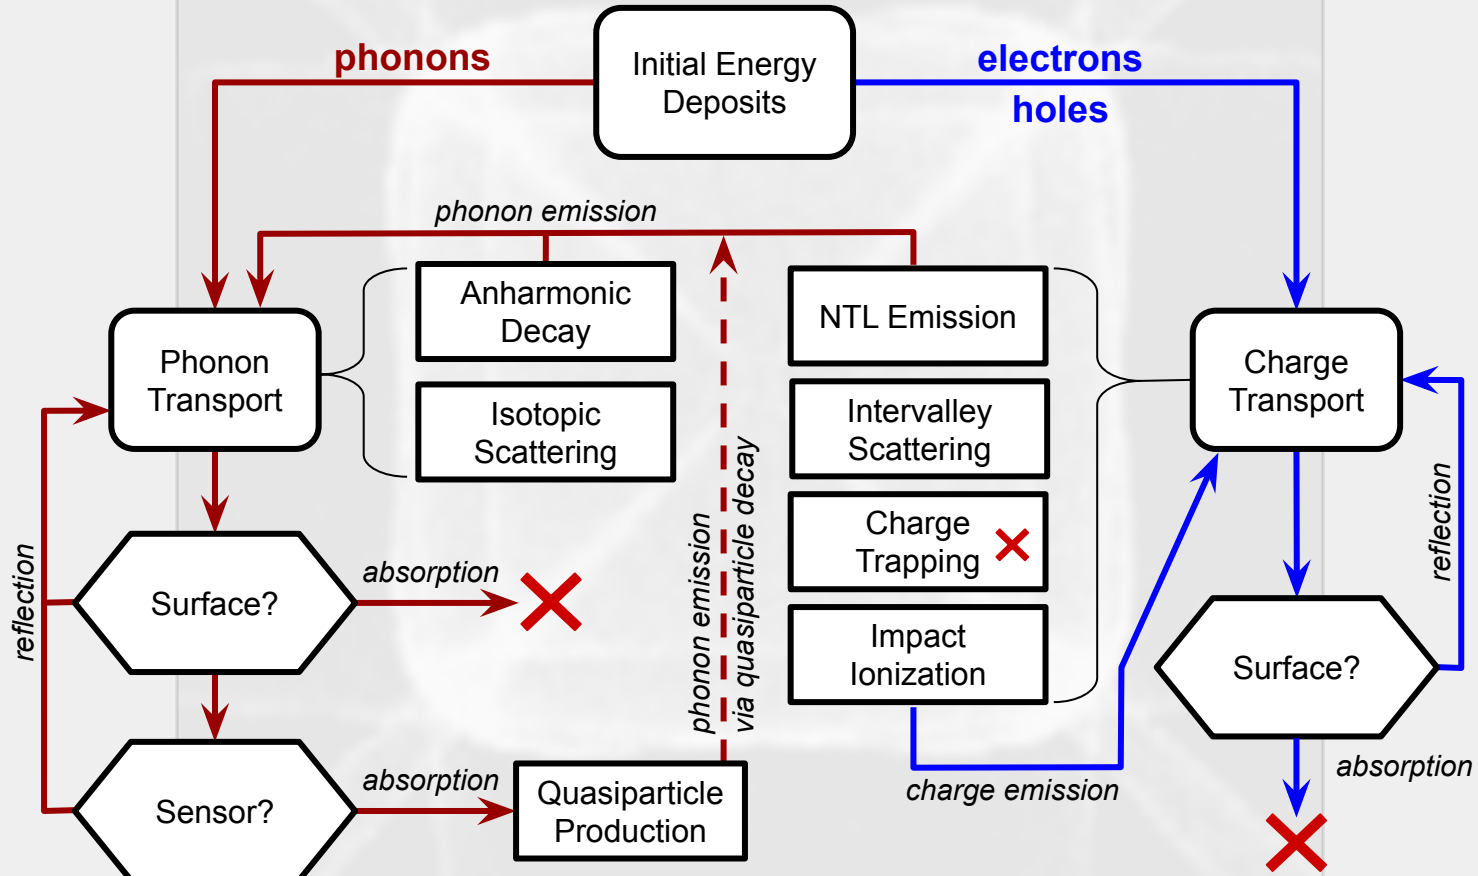 phonons
Initial Energy
Deposits
electrons
holes
phonon emission
Anharmonic
Decay
Isotopic
Scattering
Phonon
Transport
NTL Emission
Intervalley
Scattering
Charge
Trapping
Impact
Ionization
Charge
Transport
reflection
Surface?
absorption
Sensor?
absorption
Quasiparticle
Production
phonon emission
via quasiparticle decay
charge emission
Surface?
reflection
absorption